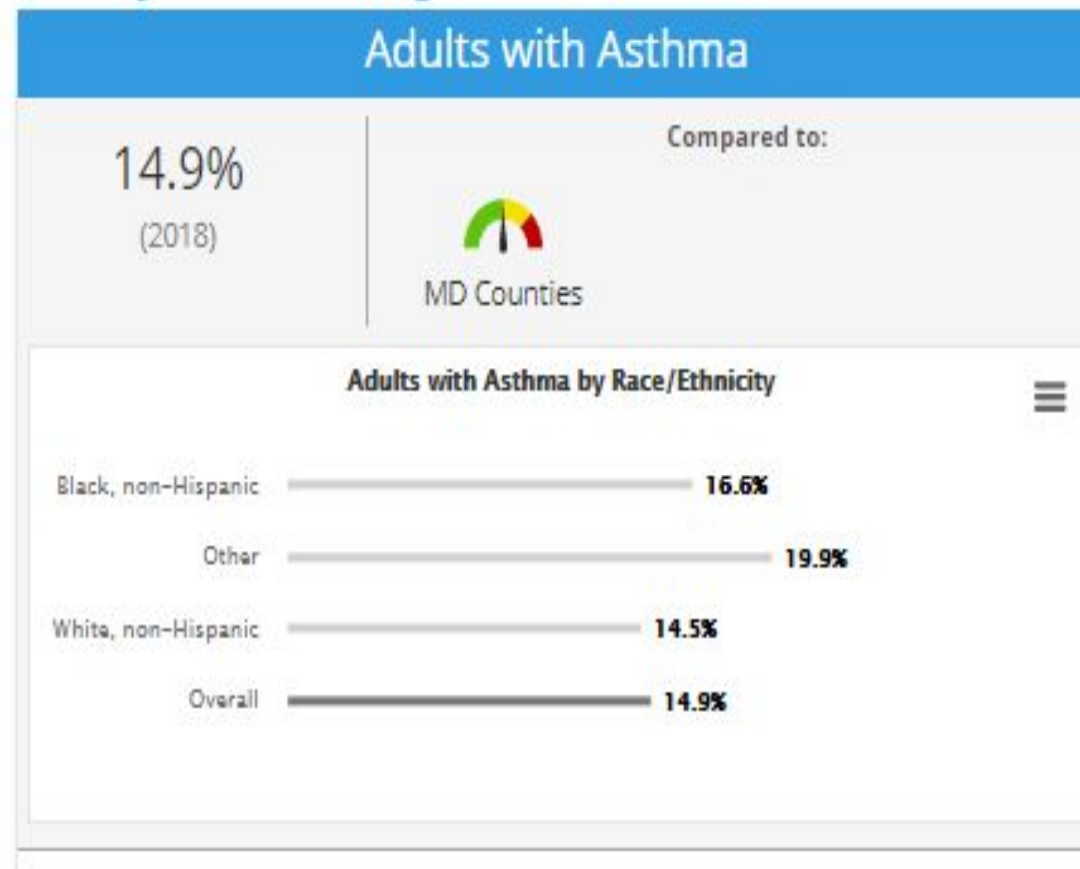 Adults with Asthma
14.9%
(2018)
Compared to:
MD Counties
Adults with Asthma by Race/Ethnicity
Black, non-Hispanic 16.6%
Other 19.9%
White, non-Hispanic 14.5%
Overall 14.9%